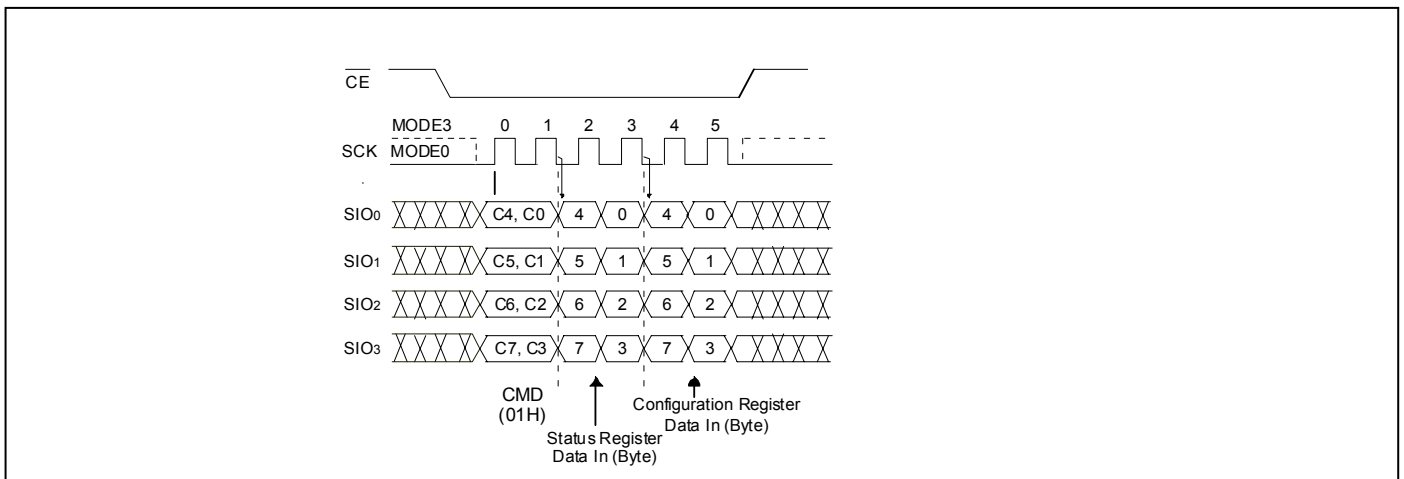 CE
MODE3 0 1 2 3 4 5
SCK MODE0
SIO0 C4, C0 4 0 4 0
SIO1 C5, C1 5 1 5 1
SIO2 C6, C2 6 2 6 2
SIO3 C7, C3 7 3 7 3
CMD
(01H)
Status Register
Data In (Byte)
Configuration Register
Data In (Byte)